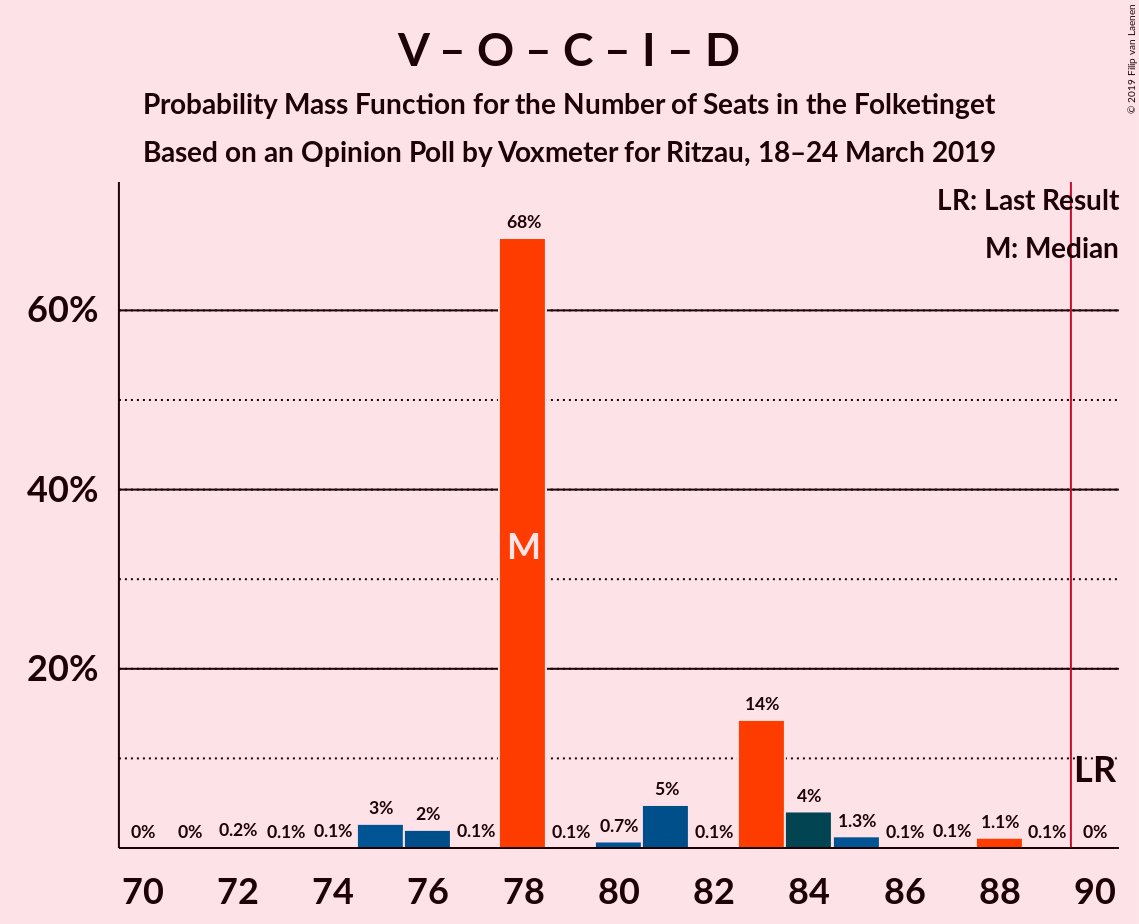 V – O – C – I – D
Probability Mass Function for the Number of Seats in the Folketinget
Based on an Opinion Poll by Voxmeter for Ritzau, 18–24 March 2019
© 2019 Filip van Laenen
LR: Last Result
M: Median
68%
60%
40%
M
20%
14%
LR
5%
4%
3%
2%
1.3%
1.1%
0% 0% 0.2% 0.1% 0.1% 0.1% 0.1% 0.7% 0.1% 0.1% 0.1% 0.1% 0%
70 72 74 76 78 80 82 84 86 88 90